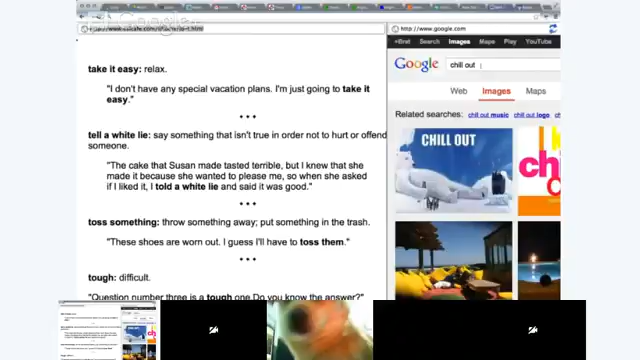 http://www.google.com
+Bret Search Images Maps Play YouTube
Google
chill out
Web Images Maps
Related searches: chill out music chill out logo
CHILL OUT
take it easy: relax.
"I don't have any special vacation plans. I'm just going to take it
easy."
• • •
tell a white lie: say something that isn't true in order not to hurt or offend
someone.
"The cake that Susan made tasted terrible, but I knew that she
made it because she wanted to please me, so when she asked
if I liked it, I told a white lie and said it was good."
• • •
toss something: throw something away; put something in the trash.
"These shoes are worn out. I guess I'll have to toss them."
• • •
tough: difficult.
"Question number three is a tough one.Do you know the answer?"